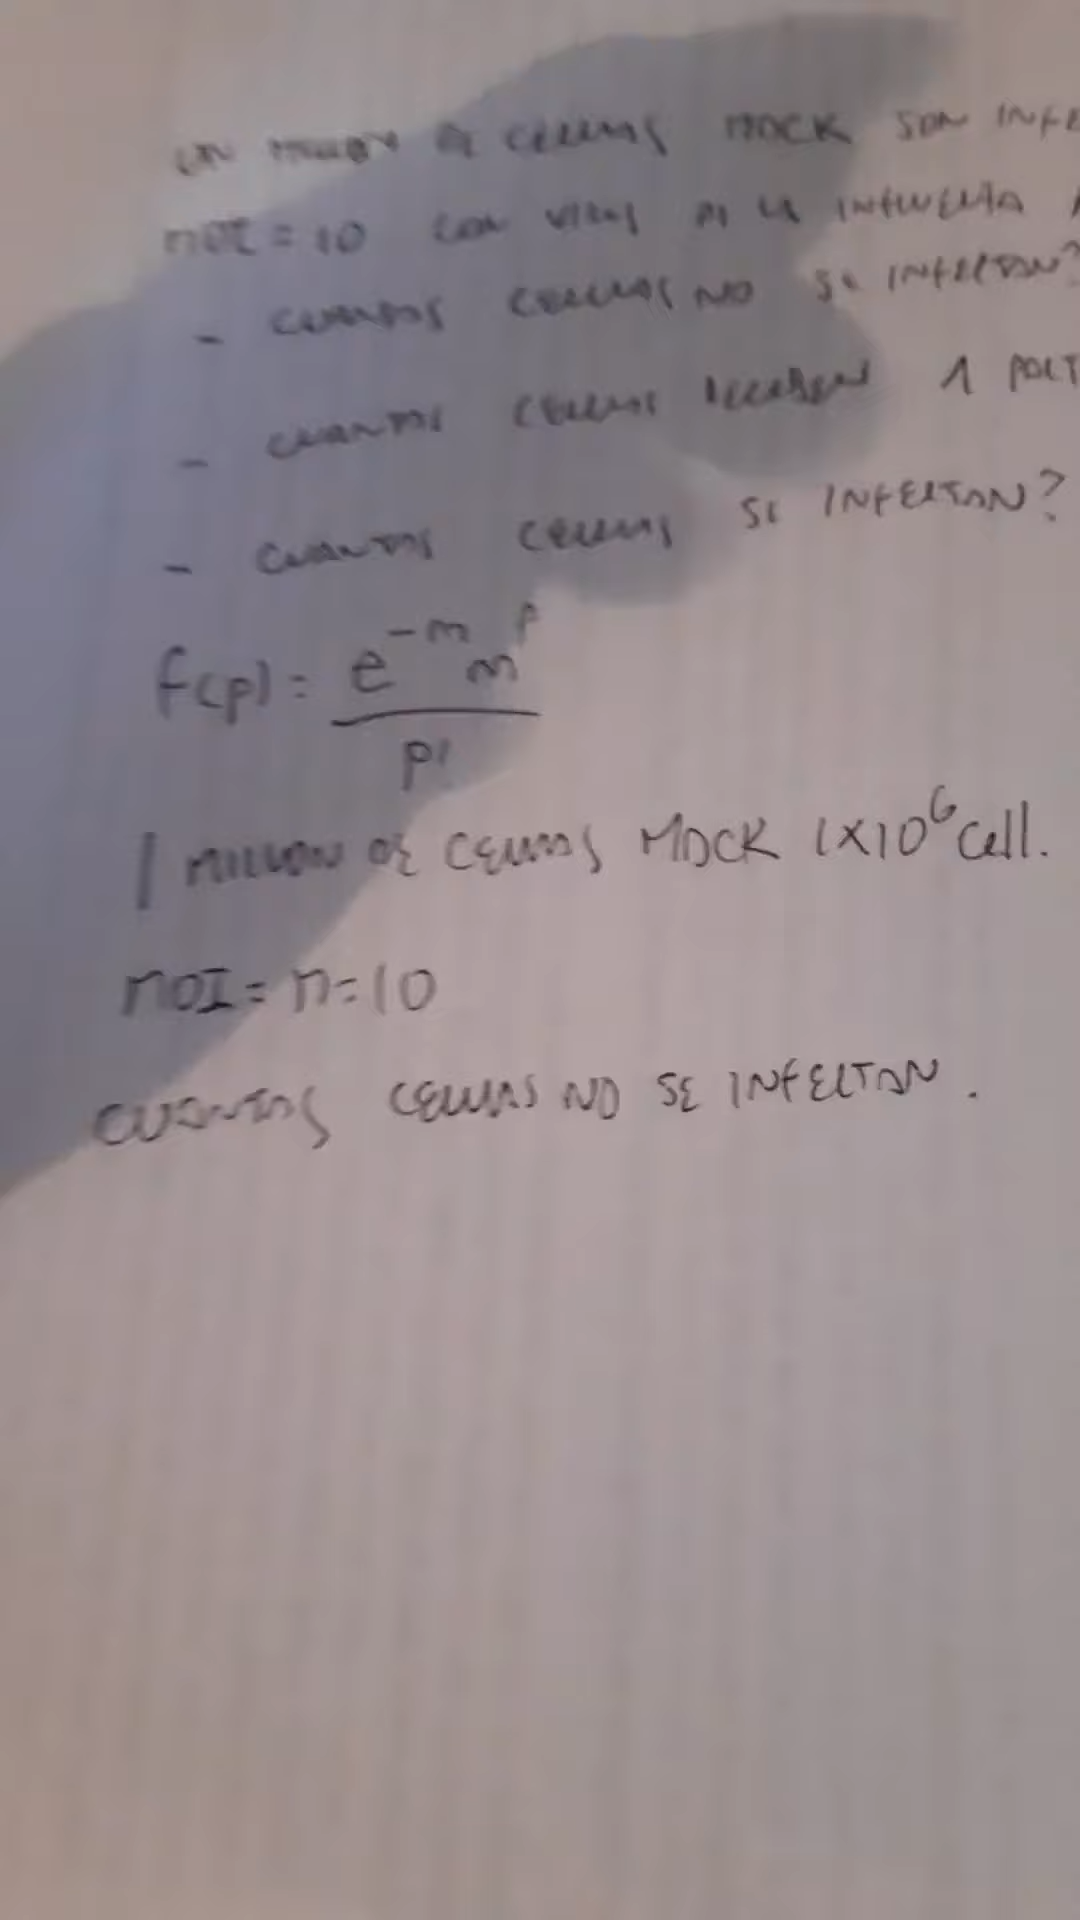 UN MILLON DE CELULAS MDCK SON INFE
MOI = 10 CON VIRUS DE LA INFLUENZA A
- CUANTAS CELULAS NO SE INFECTAN?
- CUANTAS CELULAS RECIBEN 1 PART
- CUANTAS CELULAS SE INFECTAN?
f(p) = e^-m m^p / p!
1 MILLON DE CELULAS MDCK 1X10^6 Cell.
MOI = m = 10
CUANTAS CELULAS NO SE INFECTAN.